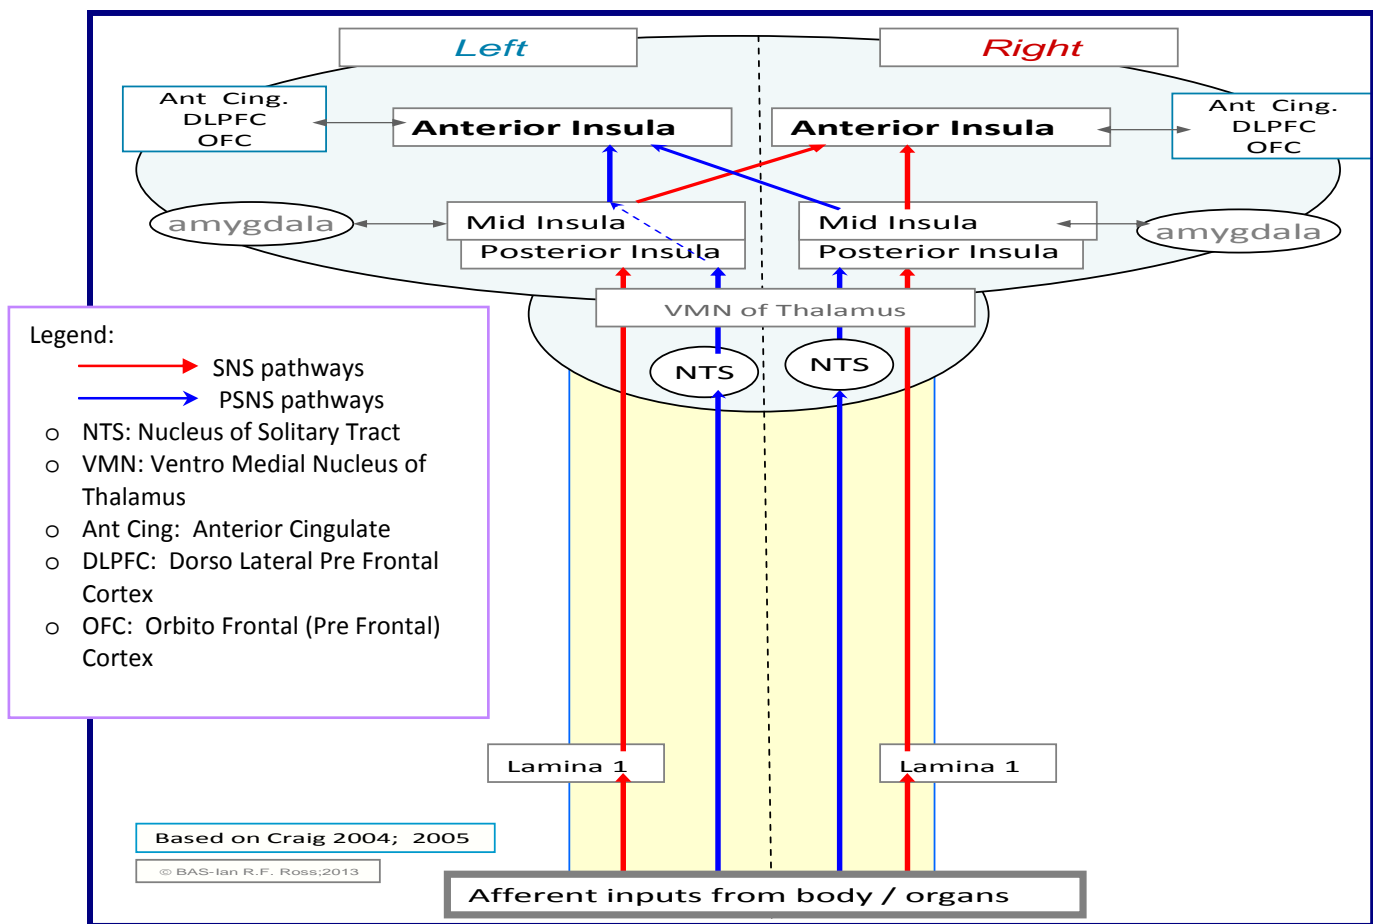 Left
Right
Ant Cing.
DLPFC
OFC
Anterior Insula
Anterior Insula
Ant Cing.
DLPFC
OFC
amygdala
Mid Insula
Posterior Insula
Mid Insula
Posterior Insula
amygdala
VMN of Thalamus
NTS
NTS
Legend:
SNS pathways
PSNS pathways
o NTS: Nucleus of Solitary Tract
o VMN: Ventro Medial Nucleus of
Thalamus
o Ant Cing: Anterior Cingulate
o DLPFC: Dorso Lateral Pre Frontal
Cortex
o OFC: Orbito Frontal (Pre Frontal)
Cortex
Lamina 1
Lamina 1
Based on Craig 2004; 2005
© BAS-Ian R.F. Ross;2013
Afferent inputs from body / organs